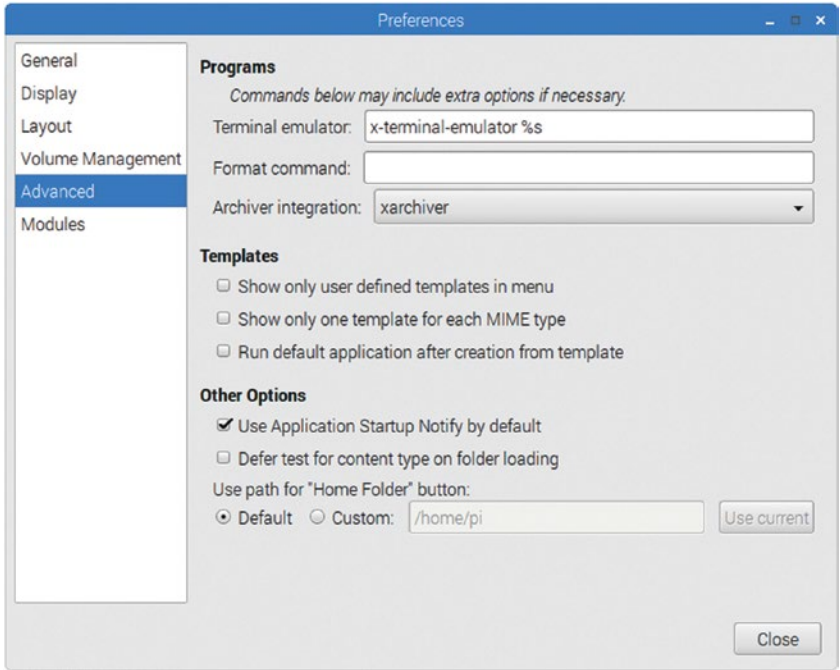 Preferences
General
Display
Layout
Volume Management
Advanced
Modules
Programs
Commands below may include extra options if necessary.
Terminal emulator: x-terminal-emulator %s
Format command:
Archiver integration: xarchiver
Templates
Show only user defined templates in menu
Show only one template for each MIME type
Run default application after creation from template
Other Options
Use Application Startup Notify by default
Defer test for content type on folder loading
Use path for "Home Folder" button:
Default Custom: /home/pi Use current
Close